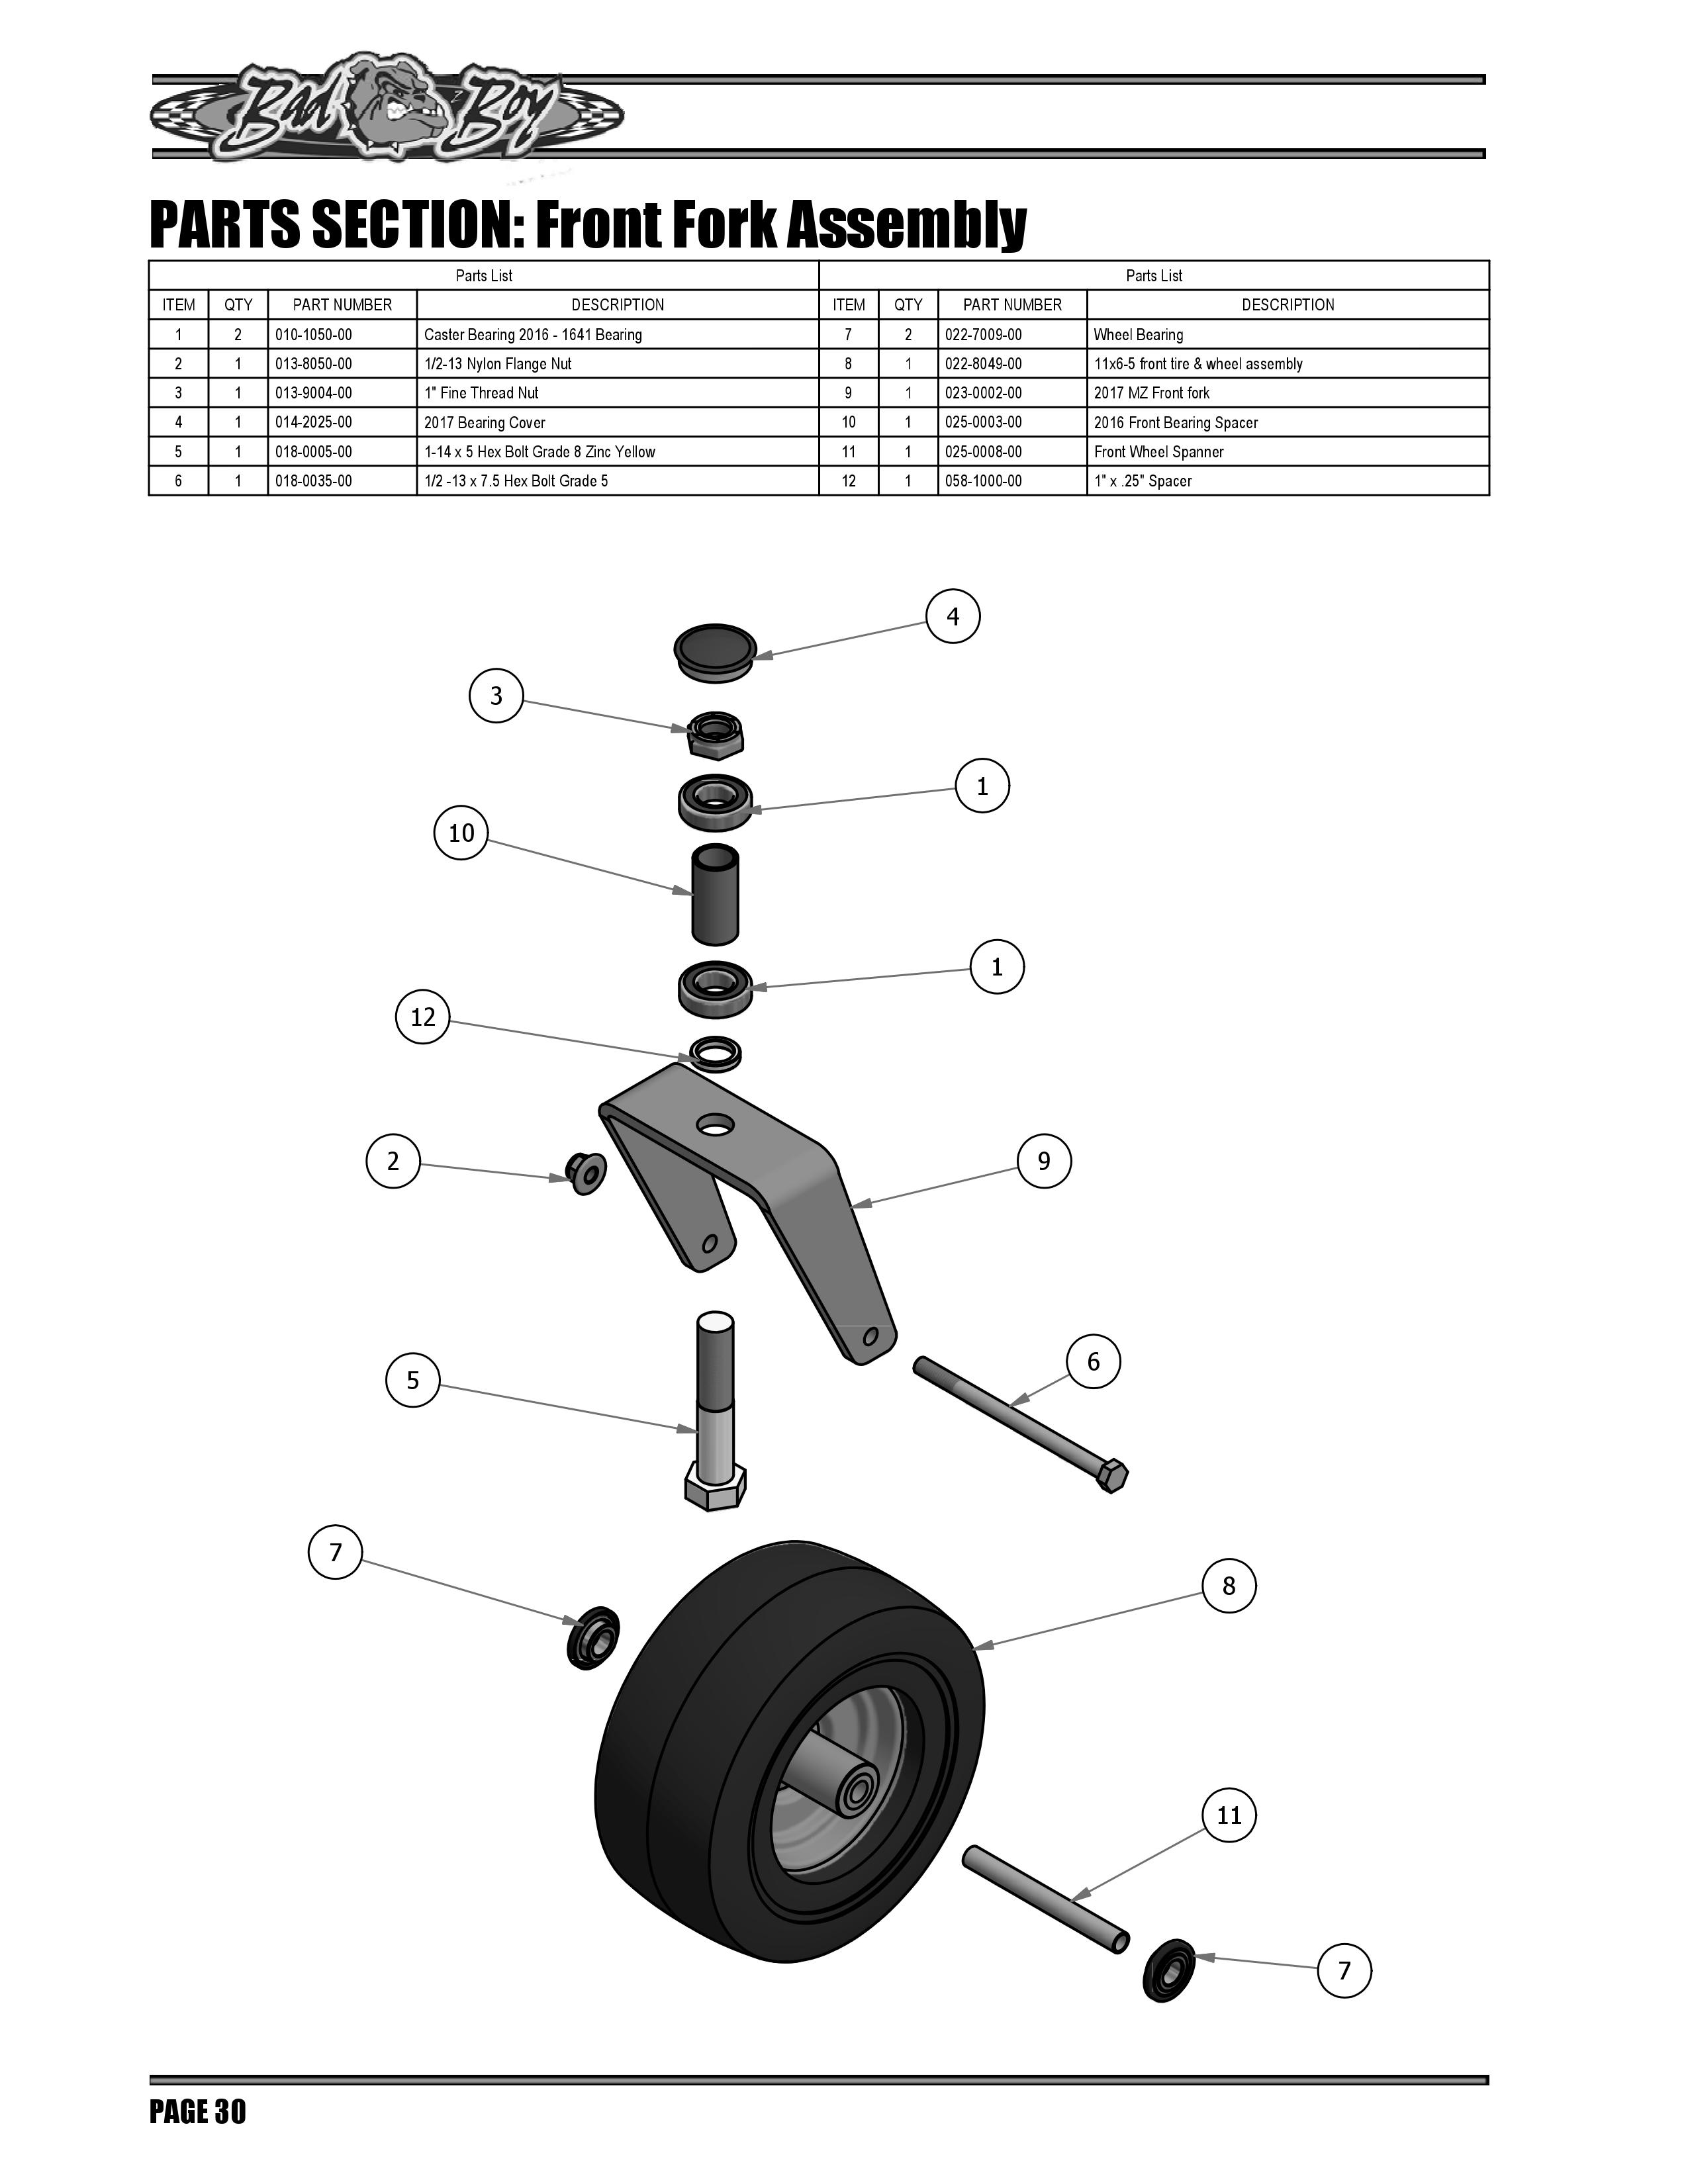 Bad Boy
PARTS SECTION: Front Fork Assembly
Parts List Parts List
ITEM QTY PART NUMBER DESCRIPTION ITEM QTY PART NUMBER DESCRIPTION
1 2 010-1050-00 Caster Bearing 2016 - 1641 Bearing 7 2 022-7009-00 Wheel Bearing
2 1 013-8050-00 1/2-13 Nylon Flange Nut 8 1 022-8049-00 11x6-5 front tire & wheel assembly
3 1 013-9004-00 1" Fine Thread Nut 9 1 023-0002-00 2017 MZ Front fork
4 1 014-2025-00 2017 Bearing Cover 10 1 025-0003-00 2016 Front Bearing Spacer
5 1 018-0005-00 1-14 x 5 Hex Bolt Grade 8 Zinc Yellow 11 1 025-0008-00 Front Wheel Spanner
6 1 018-0035-00 1/2 -13 x 7.5 Hex Bolt Grade 5 12 1 058-1000-00 1" x .25" Spacer
4
3
1
10
1
12
2 9
6
5
7
8
11
7
PAGE 30